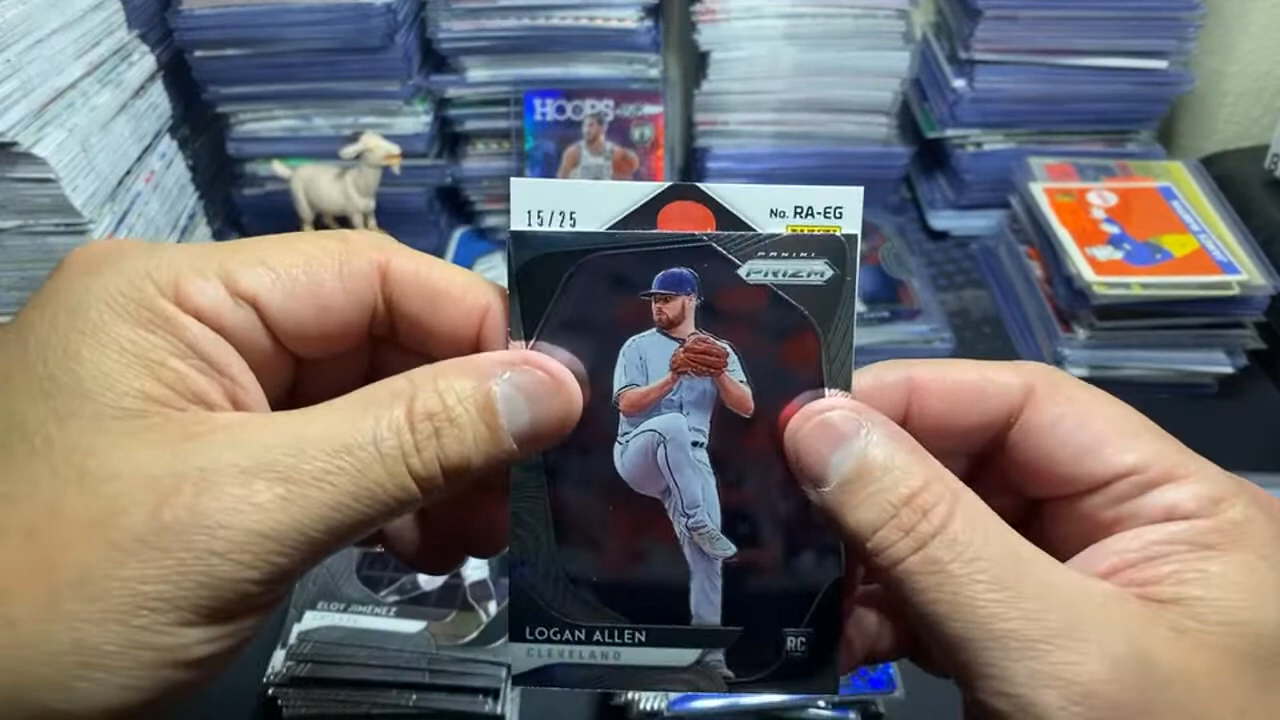 HOOPS
15/25
No. RA-EG
PANINI
PRIZM
ELOY JIMENEZ
LOGAN ALLEN
RC
CLEVELAND